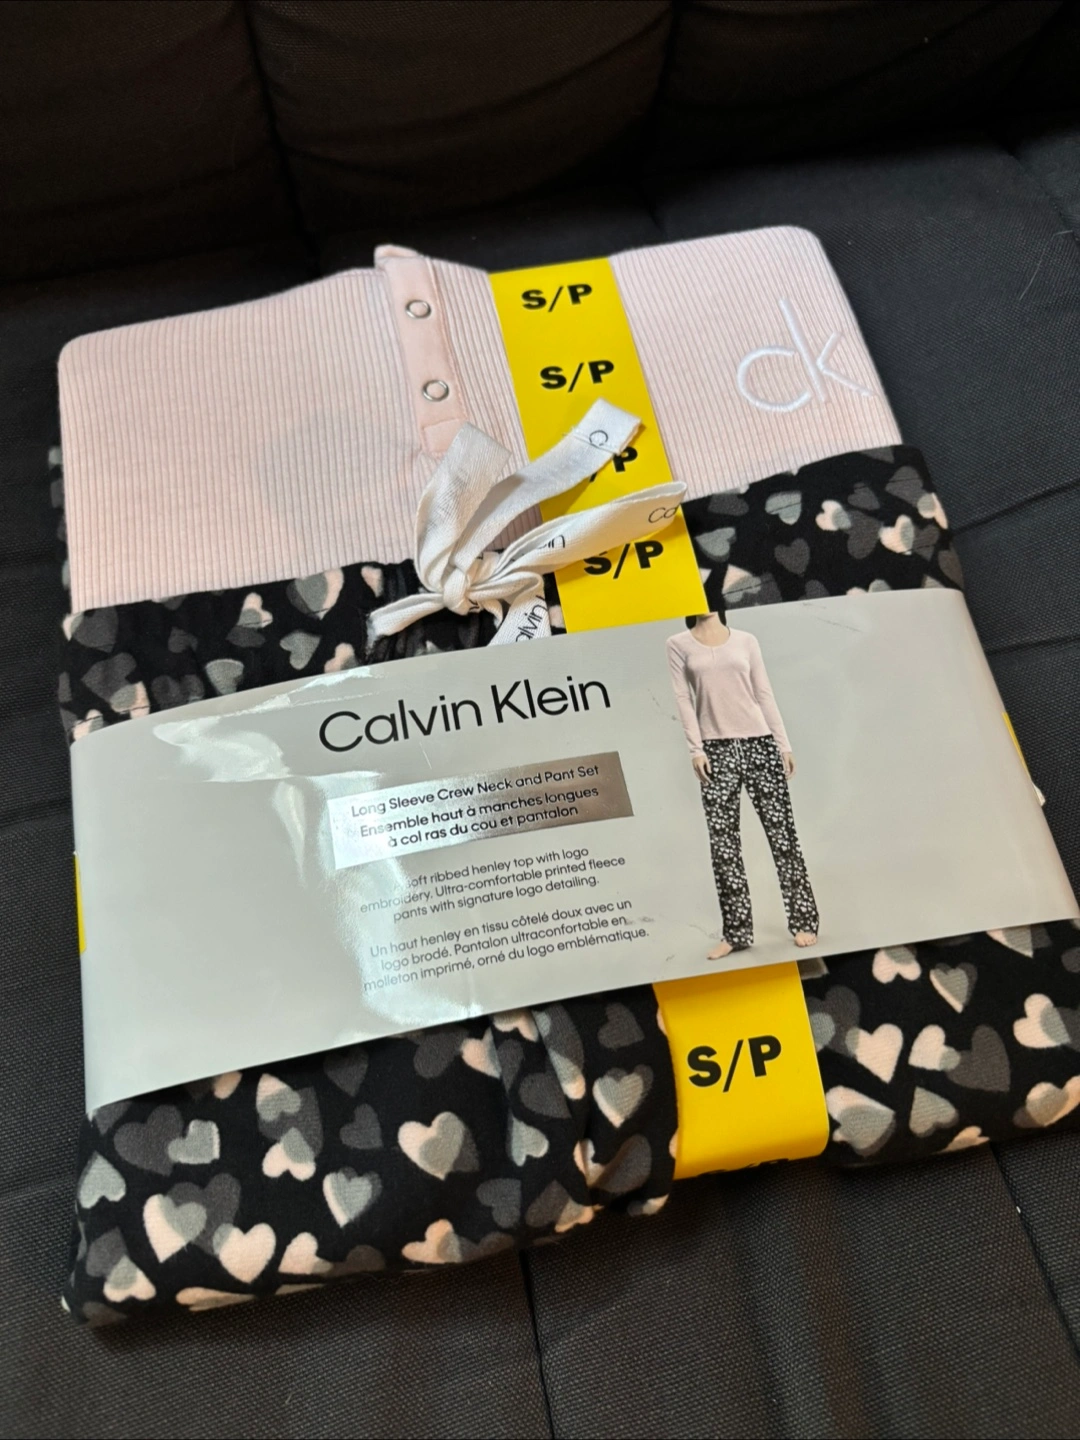 S/P
S/P
ck
P
Ca
S/P
alvin
Calvin Klein
Long Sleeve Crew Neck and Pant Set
Ensemble haut à manches longues
à col ras du cou et pantalon
soft ribbed henley top with logo
embroidery. Ultra-comfortable printed fleece
pants with signature logo detailing.
Un haut henley en tissu côtelé doux avec un
logo brodé. Pantalon ultraconfortable en
molleton imprimé, orné du logo emblématique.
S/P